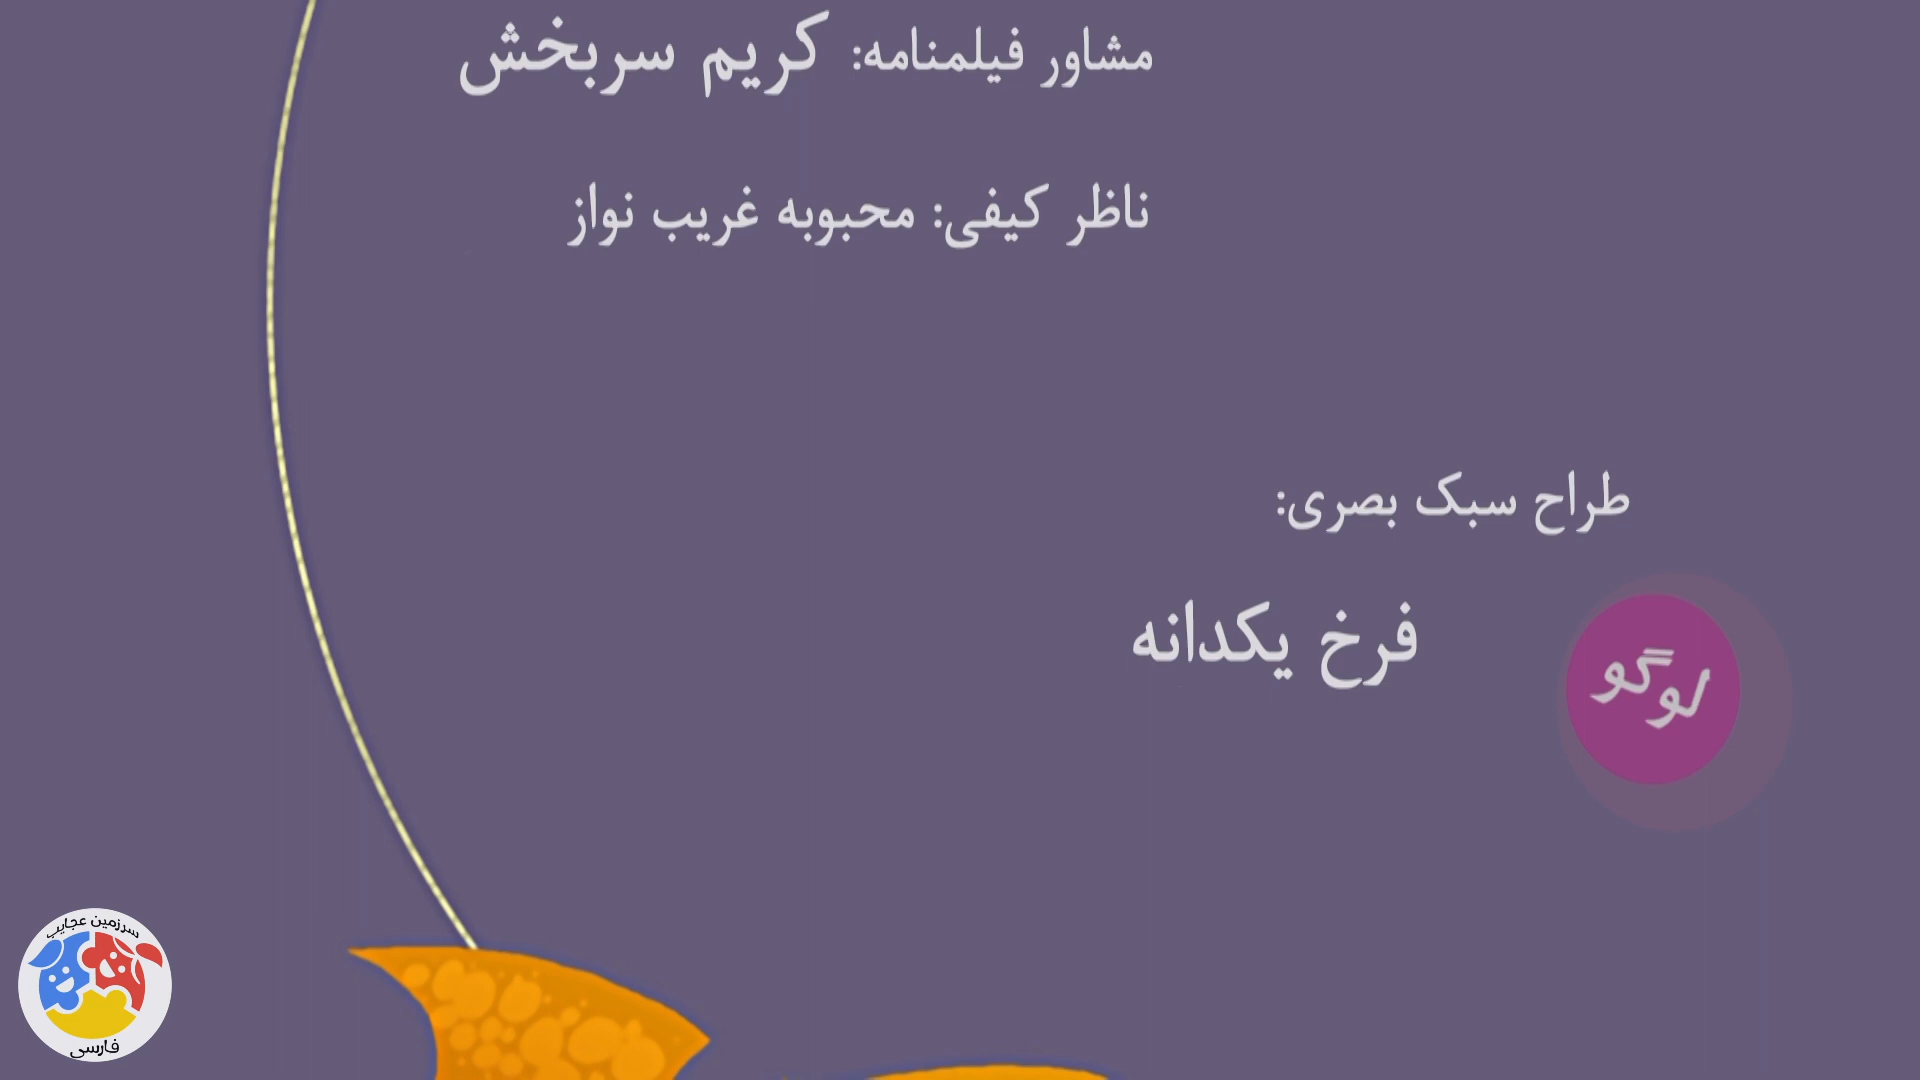 مشاور فیلمنامه: کریم سربخش
ناظر کیفی: محبوبه غریب نواز
طراح سبک بصری:
فرخ یکدانه
لوگو
سرزمین عجایب
فارسی